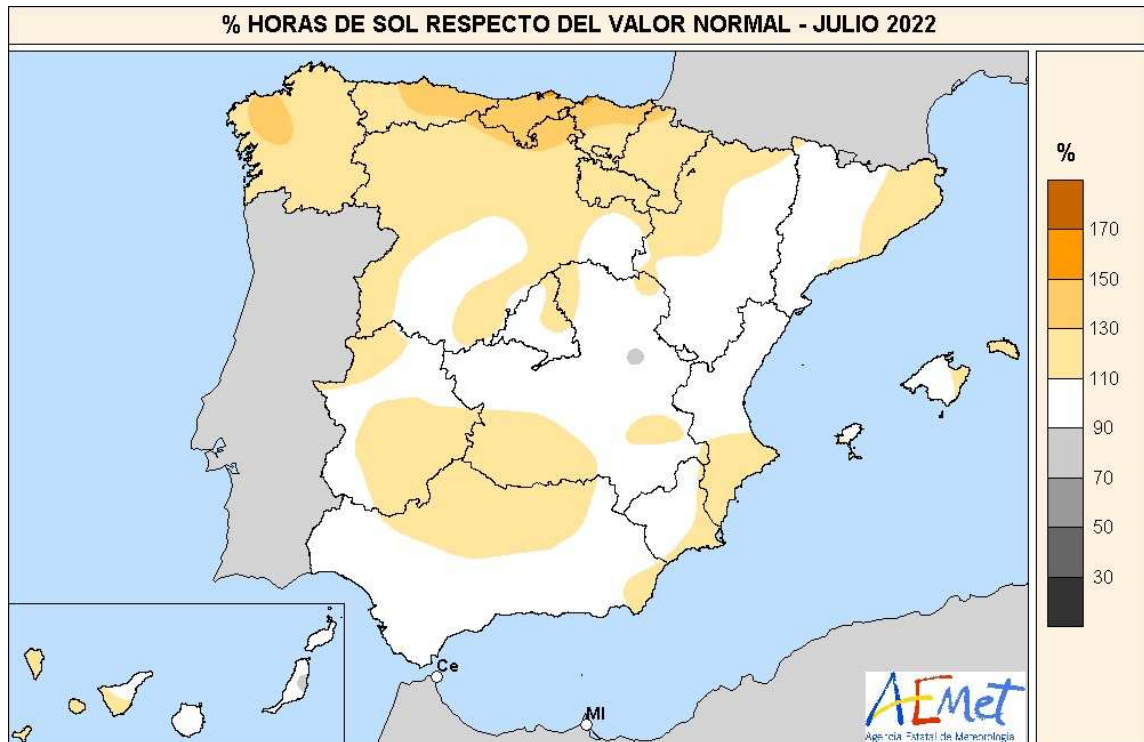 % HORAS DE SOL RESPECTO DEL VALOR NORMAL - JULIO 2022
%
170
150
130
110
90
70
50
30
Ce
Ml
AEMet
Agencia Estatal de Meteorología